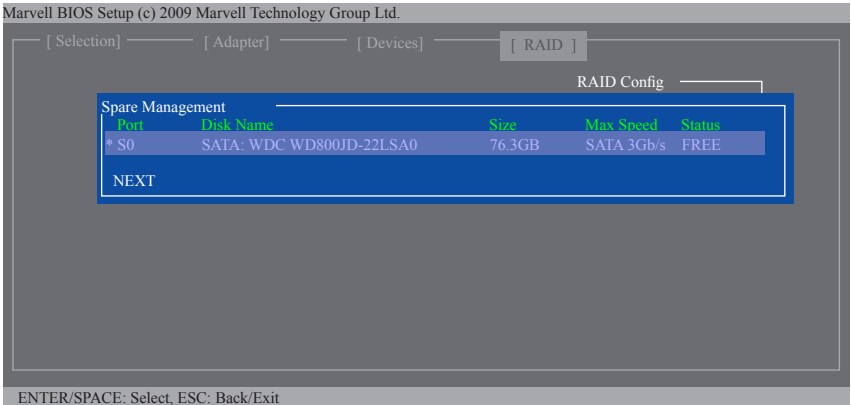 Marvell BIOS Setup (c) 2009 Marvell Technology Group Ltd.
[ Selection] [ Adapter] [ Devices] [ RAID ]
RAID Config
Spare Management
Port Disk Name Size Max Speed Status
* S0 SATA: WDC WD800JD-22LSA0 76.3GB SATA 3Gb/s FREE
NEXT
ENTER/SPACE: Select, ESC: Back/Exit